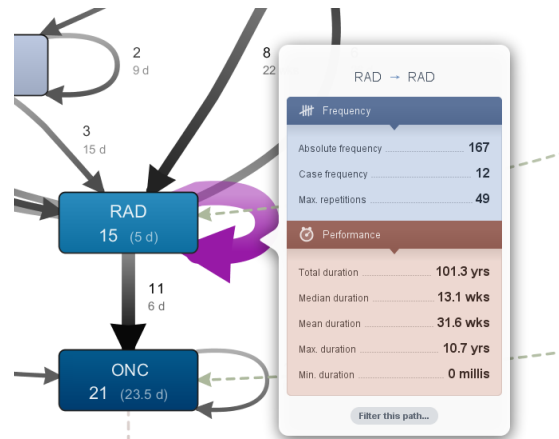 2
9 d
8
22
3
15 d
RAD
15 (5 d)
11
6 d
ONC
21 (23.5 d)
RAD → RAD
Frequency
Absolute frequency 167
Case frequency 12
Max. repetitions 49
Performance
Total duration 101.3 yrs
Median duration 13.1 wks
Mean duration 31.6 wks
Max. duration 10.7 yrs
Min. duration 0 millis
Filter this path...